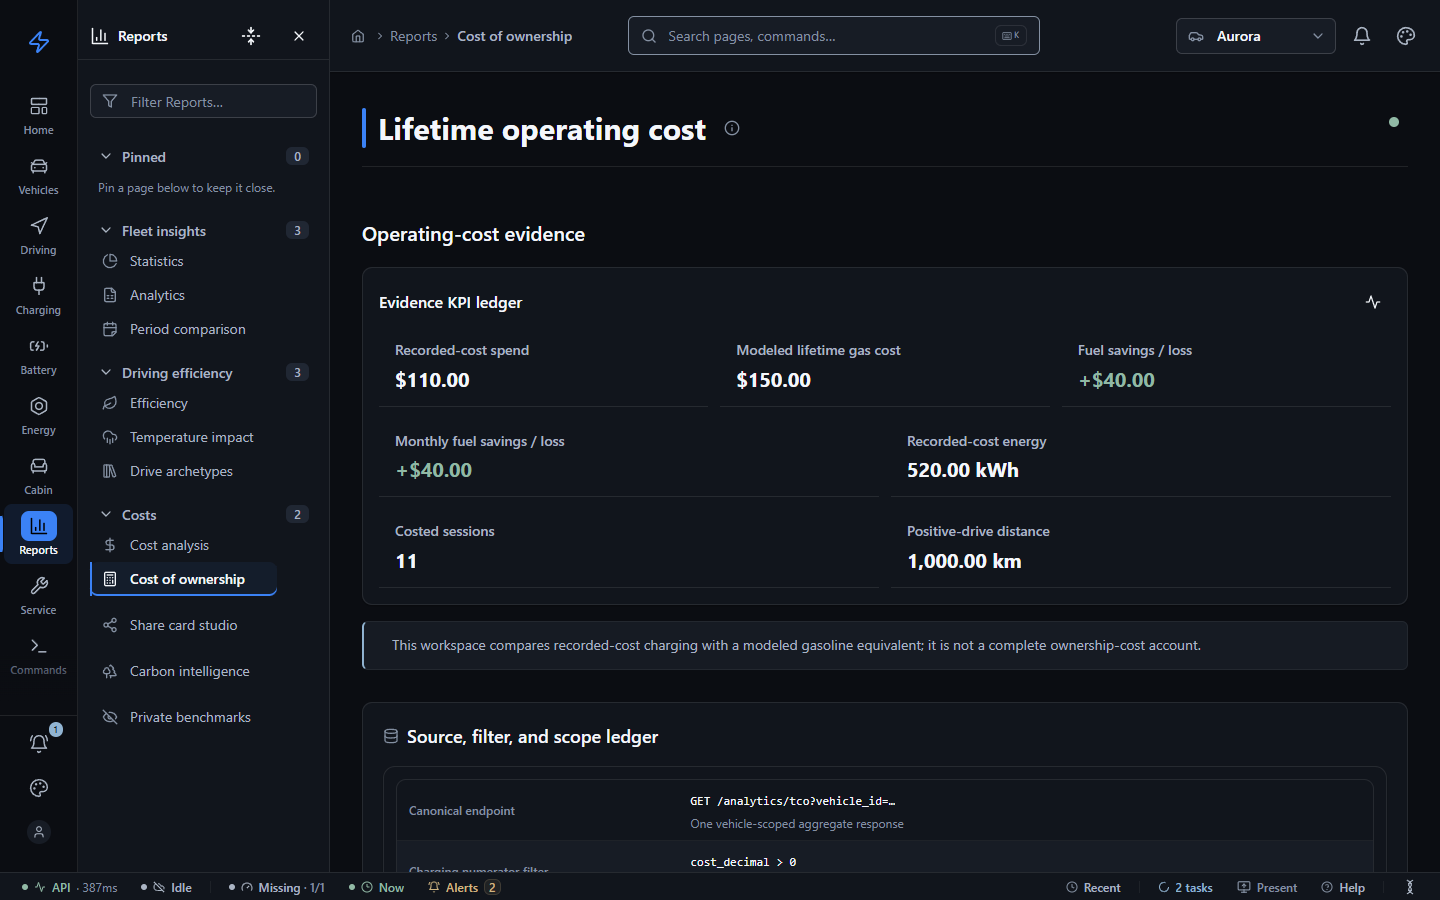 Home
Vehicles
Driving
Charging
Battery
Energy
Cabin
Reports
Service
Commands
1
Reports
Filter Reports...
Pinned 0
Pin a page below to keep it close.
Fleet insights 3
Statistics
Analytics
Period comparison
Driving efficiency 3
Efficiency
Temperature impact
Drive archetypes
Costs 2
Cost analysis
Cost of ownership
Share card studio
Carbon intelligence
Private benchmarks
Reports Cost of ownership
Search pages, commands... K
Aurora
Lifetime operating cost
Operating-cost evidence
Evidence KPI ledger
Recorded-cost spend
$110.00
Modeled lifetime gas cost
$150.00
Fuel savings / loss
+$40.00
Monthly fuel savings / loss
+$40.00
Recorded-cost energy
520.00 kWh
Costed sessions
11
Positive-drive distance
1,000.00 km
This workspace compares recorded-cost charging with a modeled gasoline equivalent; it is not a complete ownership-cost account.
Source, filter, and scope ledger
Canonical endpoint
GET /analytics/tco?vehicle_id=…
One vehicle-scoped aggregate response
Charging numerator filter
cost_decimal > 0
API · 387ms Idle Missing · 1/1 Now Alerts 2 Recent 2 tasks Present Help